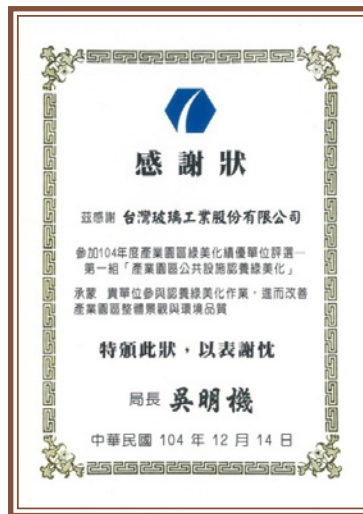 感謝狀
茲感謝 台灣玻璃工業股份有限公司
參加104年度產業園區綠美化績優單位評選─
第一組「產業園區公共設施認養綠美化」
承蒙 貴單位參與認養綠美化作業，進而改善
產業園區整體景觀與環境品質
特頒此狀，以表謝忱
局長 吳明機
中華民國 104 年 12 月 14 日